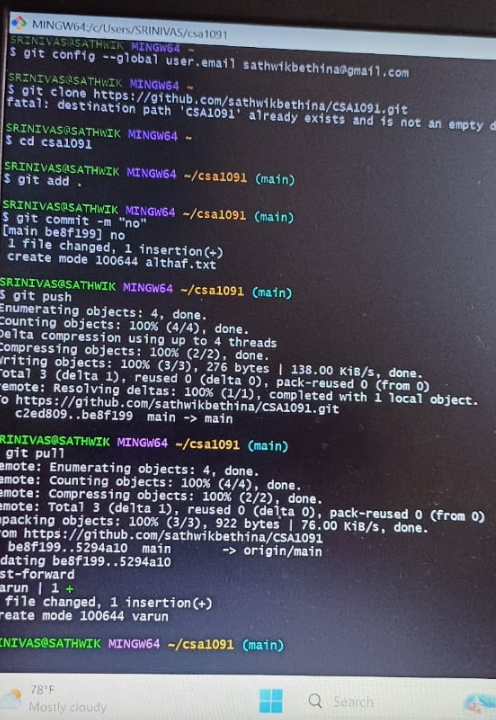 MINGW64:/c/Users/SRINIVAS/csa1091
SRINIVAS@SATHWIK MINGW64 ~
$ git config --global user.email sathwikbethina@gmail.com
SRINIVAS@SATHWIK MINGW64 ~
$ git clone https://github.com/sathwikbethina/CSA1091.git
fatal: destination path 'CSA1091' already exists and is not an empty d
SRINIVAS@SATHWIK MINGW64 ~
$ cd csa1091
SRINIVAS@SATHWIK MINGW64 ~/csa1091 (main)
$ git add .
SRINIVAS@SATHWIK MINGW64 ~/csa1091 (main)
$ git commit -m "no"
[main be8f199] no
1 file changed, 1 insertion(+)
create mode 100644 althaf.txt
SRINIVAS@SATHWIK MINGW64 ~/csa1091 (main)
$ git push
Enumerating objects: 4, done.
Counting objects: 100% (4/4), done.
Delta compression using up to 4 threads
Compressing objects: 100% (2/2), done.
Writing objects: 100% (3/3), 276 bytes | 138.00 KiB/s, done.
Total 3 (delta 1), reused 0 (delta 0), pack-reused 0 (from 0)
remote: Resolving deltas: 100% (1/1), completed with 1 local object.
o https://github.com/sathwikbethina/CSA1091.git
c2ed809..be8f199 main -> main
RINIVAS@SATHWIK MINGW64 ~/csa1091 (main)
git pull
emote: Enumerating objects: 4, done.
emote: Counting objects: 100% (4/4), done.
emote: Compressing objects: 100% (2/2), done.
emote: Total 3 (delta 1), reused 0 (delta 0), pack-reused 0 (from 0)
npacking objects: 100% (3/3), 922 bytes | 76.00 KiB/s, done.
rom https://github.com/sathwikbethina/CSA1091
be8f199..5294a10 main -> origin/main
dating be8f199..5294a10
st-forward
arun | 1 +
file changed, 1 insertion(+)
reate mode 100644 varun
INIVAS@SATHWIK MINGW64 ~/csa1091 (main)
78°F
Mostly cloudy
Search